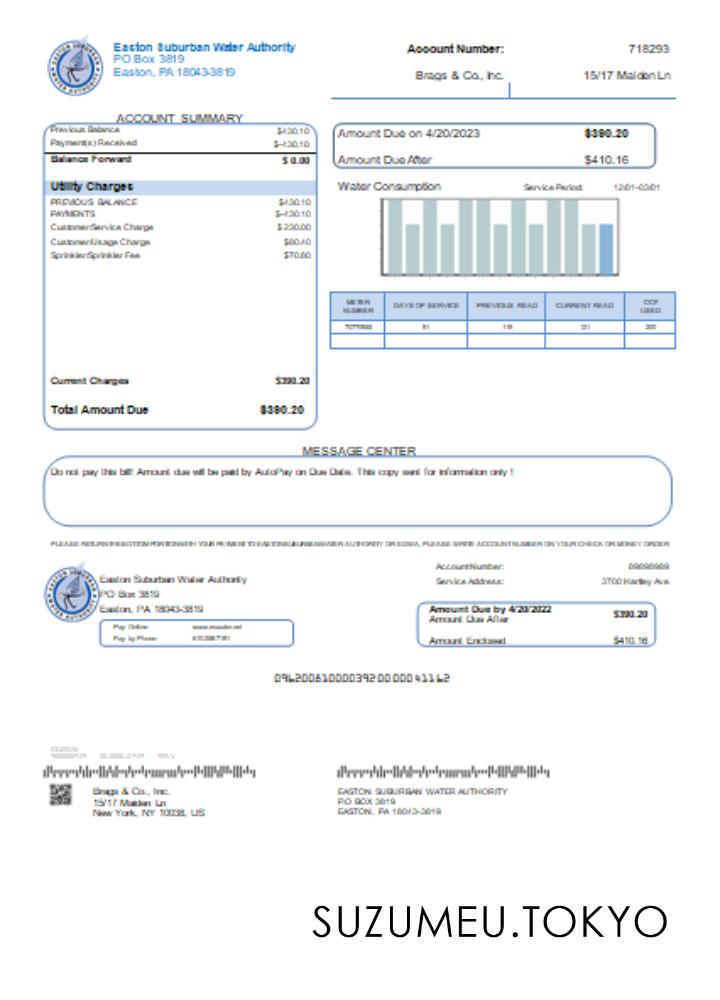 Easton Suburban Water Authority
PO Box 3819
Easton, PA 18043-3819
Account Number: 718293
Brags & Co., Inc. 15/17 Maiden Ln
ACCOUNT SUMMARY
Previous Balance $430.10
Payment(s) Received $-430.10
Balance Forward $ 0.00
Utility Charges
PREVIOUS BALANCE $430.10
PAYMENTS $-430.10
Customer/Service Charge $ 230.00
Customer/Usage Charge $80.40
Sprinkler/Sprinkler Fee $70.80
Current Charges $390.20
Total Amount Due $390.20
Amount Due on 4/20/2023 $390.20
Amount Due After $410.16
Water Consumption Service Period: 12/01-03/01
METER NUMBER DAYS OF SERVICE PREVIOUS READ CURRENT READ CCF USED
MESSAGE CENTER
Do not pay this bill! Amount due will be paid by AutoPay on Due Date. This copy sent for information only !
PLEASE RETURN THE BOTTOM PORTION WITH YOUR PAYMENT TO EASTON SUBURBAN WATER AUTHORITY OR ESWA, PLEASE WRITE ACCOUNT NUMBER ON YOUR CHECK OR MONEY ORDER
Easton Suburban Water Authority
PO Box 3819
Easton, PA 18043-3819
Pay Online:
Pay by Phone:
Account Number:
Service Address: 3700 Hartley Ave
Amount Due by 4/20/2022 $390.20
Amount Due After
Amount Enclosed $410.16
09620081000039200000041162
Brags & Co., Inc.
15/17 Maiden Ln
New York, NY 10038, US
EASTON SUBURBAN WATER AUTHORITY
PO BOX 3819
EASTON, PA 18043-3819
SUZUMEU.TOKYO